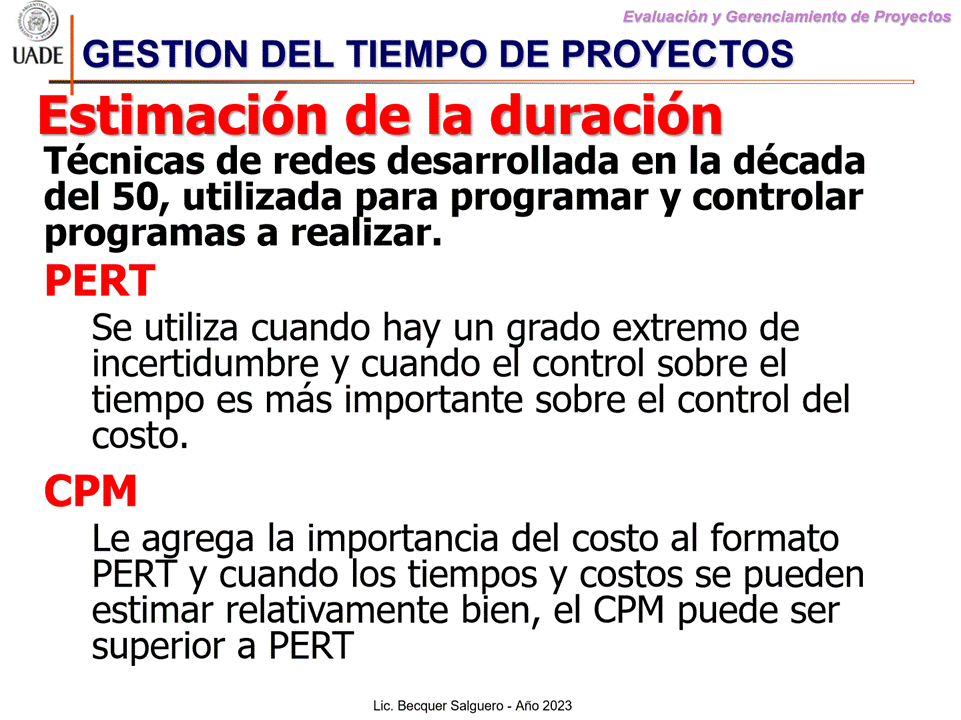 Evaluación y Gerenciamiento de Proyectos
UADE
GESTION DEL TIEMPO DE PROYECTOS
Estimación de la duración
Técnicas de redes desarrollada en la década
del 50, utilizada para programar y controlar
programas a realizar.
PERT
Se utiliza cuando hay un grado extremo de
incertidumbre y cuando el control sobre el
tiempo es más importante sobre el control del
costo.
CPM
Le agrega la importancia del costo al formato
PERT y cuando los tiempos y costos se pueden
estimar relativamente bien, el CPM puede ser
superior a PERT
Lic. Becquer Salguero - Año 2023